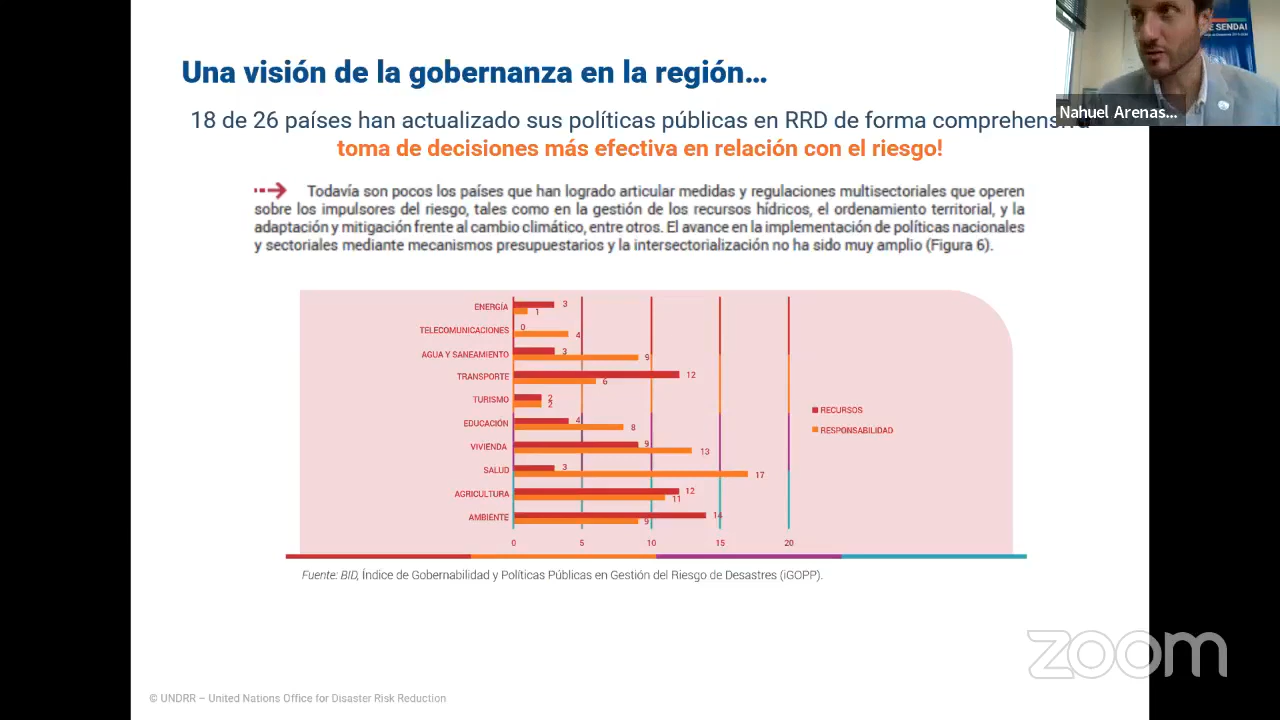 Una visión de la gobernanza en la región...
18 de 26 países han actualizado sus políticas públicas en RRD de forma
toma de decisiones más efectiva en relación con el riesgo!
Todavía son pocos los países que han logrado articular medidas y regulaciones multisectoriales que operen
sobre los impulsores del riesgo, tales como en la gestión de los recursos hídricos, el ordenamiento territorial, y la
adaptación y mitigación frente al cambio climático, entre otros. El avance en la implementación de políticas nacionales
y sectoriales mediante mecanismos presupuestarios y la intersectorialización no ha sido muy amplio (Figura 6).
ENERGÍA 3
1
TELECOMUNICACIONES 0
4
AGUA Y SANEAMIENTO 3
9
TRANSPORTE 12
6
TURISMO 2
2
EDUCACIÓN 4
8
VIVIENDA 9
13
SALUD 3
17
AGRICULTURA 12
11
AMBIENTE 14
9
0 5 10 15 20
RECURSOS
RESPONSABILIDAD
Fuente: BID, Índice de Gobernabilidad y Políticas Públicas en Gestión del Riesgo de Desastres (iGOPP).
© UNDRR – United Nations Office for Disaster Risk Reduction
SENDAI
Nahuel Arenas...
zoom